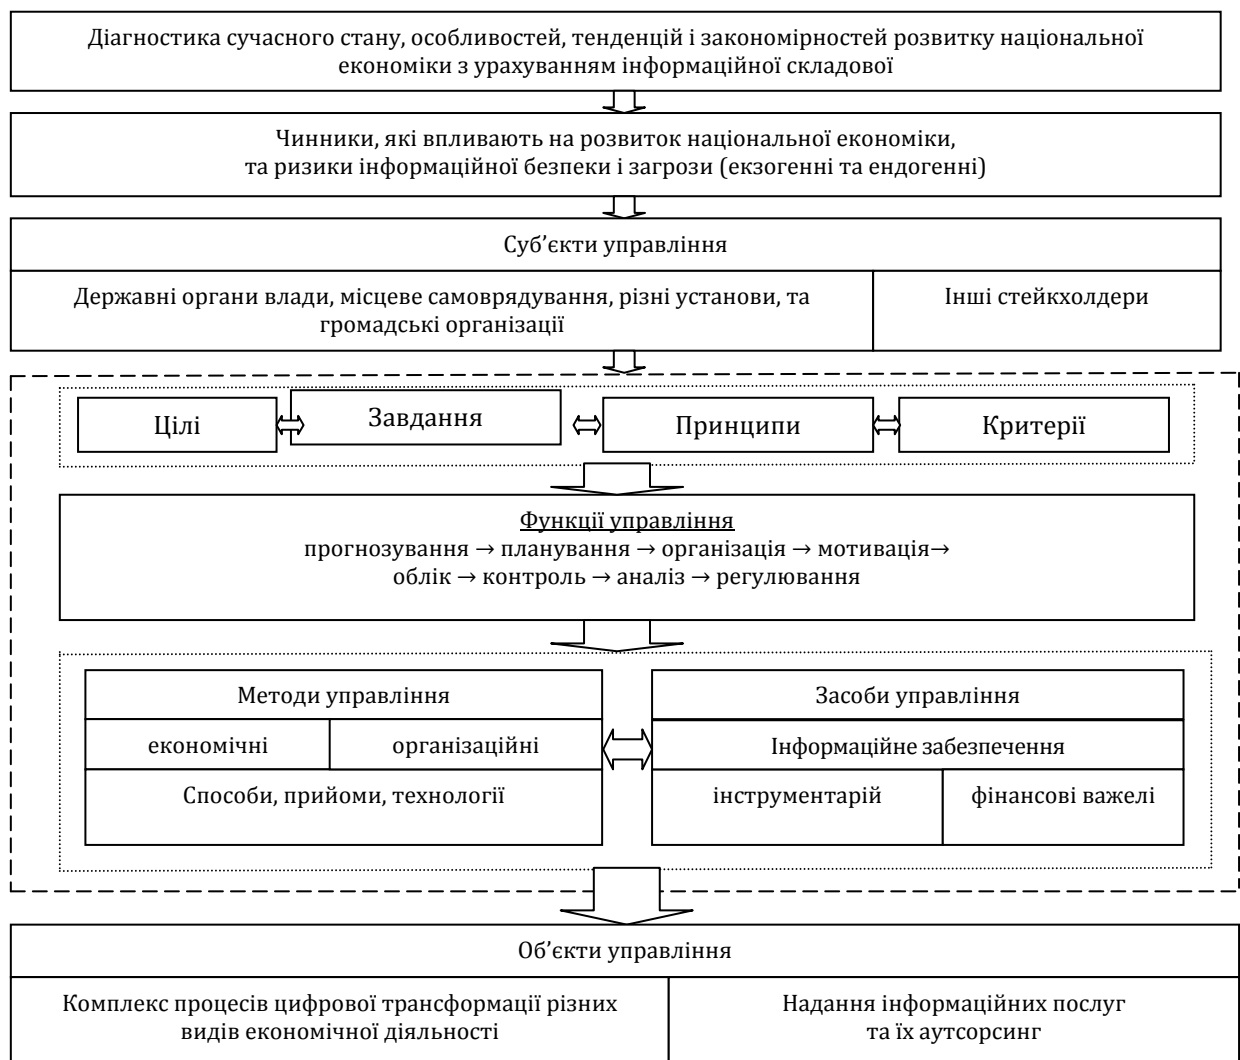 Діагностика сучасного стану, особливостей, тенденцій і закономірностей розвитку національної
економіки з урахуванням інформаційної складової
Чинники, які впливають на розвиток національної економіки,
та ризики інформаційної безпеки і загрози (екзогенні та ендогенні)
Суб’єкти управління
Державні органи влади, місцеве самоврядування, різні установи, та
громадські організації
Інші стейкхолдери
Цілі
Завдання
Принципи
Критерії
Функції управління
прогнозування → планування → організація → мотивація→
облік → контроль → аналіз → регулювання
Методи управління
економічні
організаційні
Способи, прийоми, технології
Засоби управління
Інформаційне забезпечення
інструментарій
фінансові важелі
Об’єкти управління
Комплекс процесів цифрової трансформації різних
видів економічної діяльності
Надання інформаційних послуг
та їх аутсорсинг